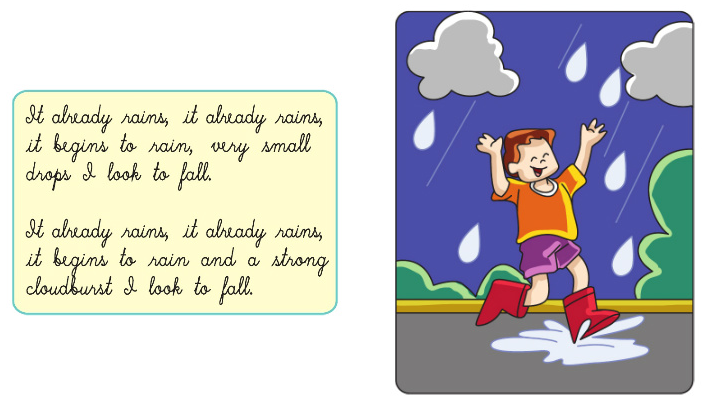 It already rains, it already rains,
it begins to rain, very small
drops I look to fall.
It already rains, it already rains,
it begins to rain and a strong
cloudburst I look to fall.